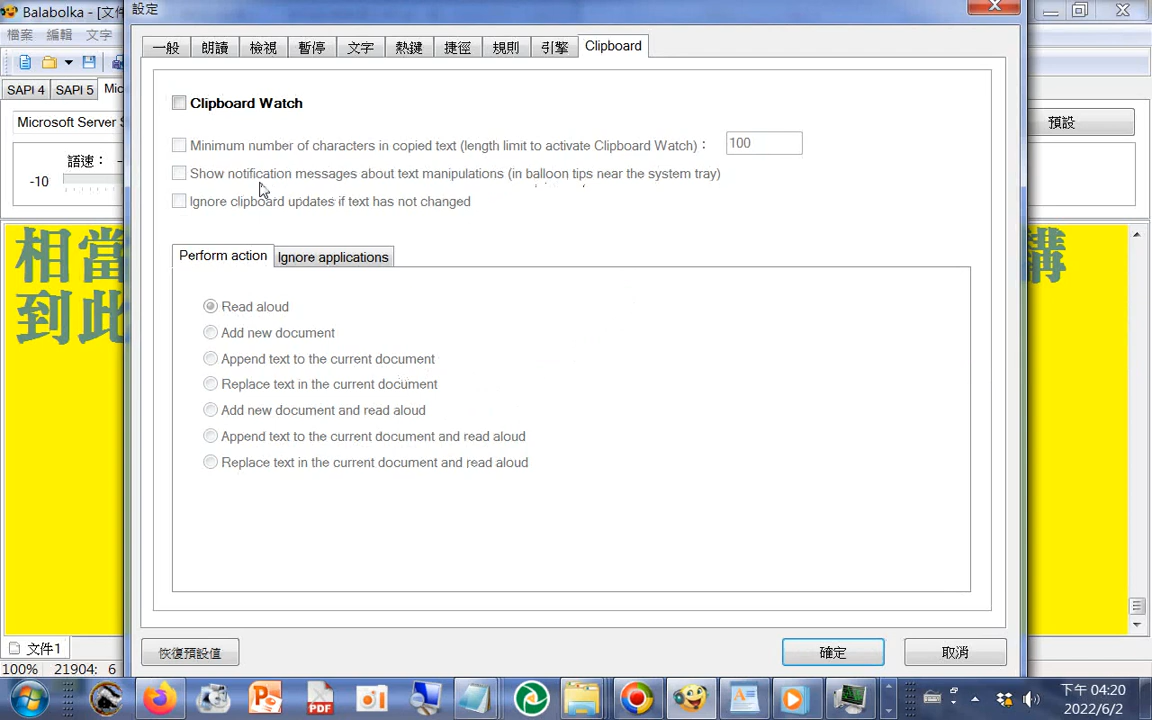 Balabolka - [文件
設定
檔案 編輯 文字
一般 朗讀 檢視 暫停 文字 熱鍵 捷徑 規則 引擎 Clipboard
SAPI 4 SAPI 5
Microsoft Server
預設
語速：
-10
Clipboard Watch
Minimum number of characters in copied text (length limit to activate Clipboard Watch)： 100
Show notification messages about text manipulations (in balloon tips near the system tray)
Ignore clipboard updates if text has not changed
Perform action Ignore applications
Read aloud
Add new document
Append text to the current document
Replace text in the current document
Add new document and read aloud
Append text to the current document and read aloud
Replace text in the current document and read aloud
相當 講
到此
恢復預設值 確定 取消
文件1
100% 21904: 6
PDF
下午 04:20
2022/6/2